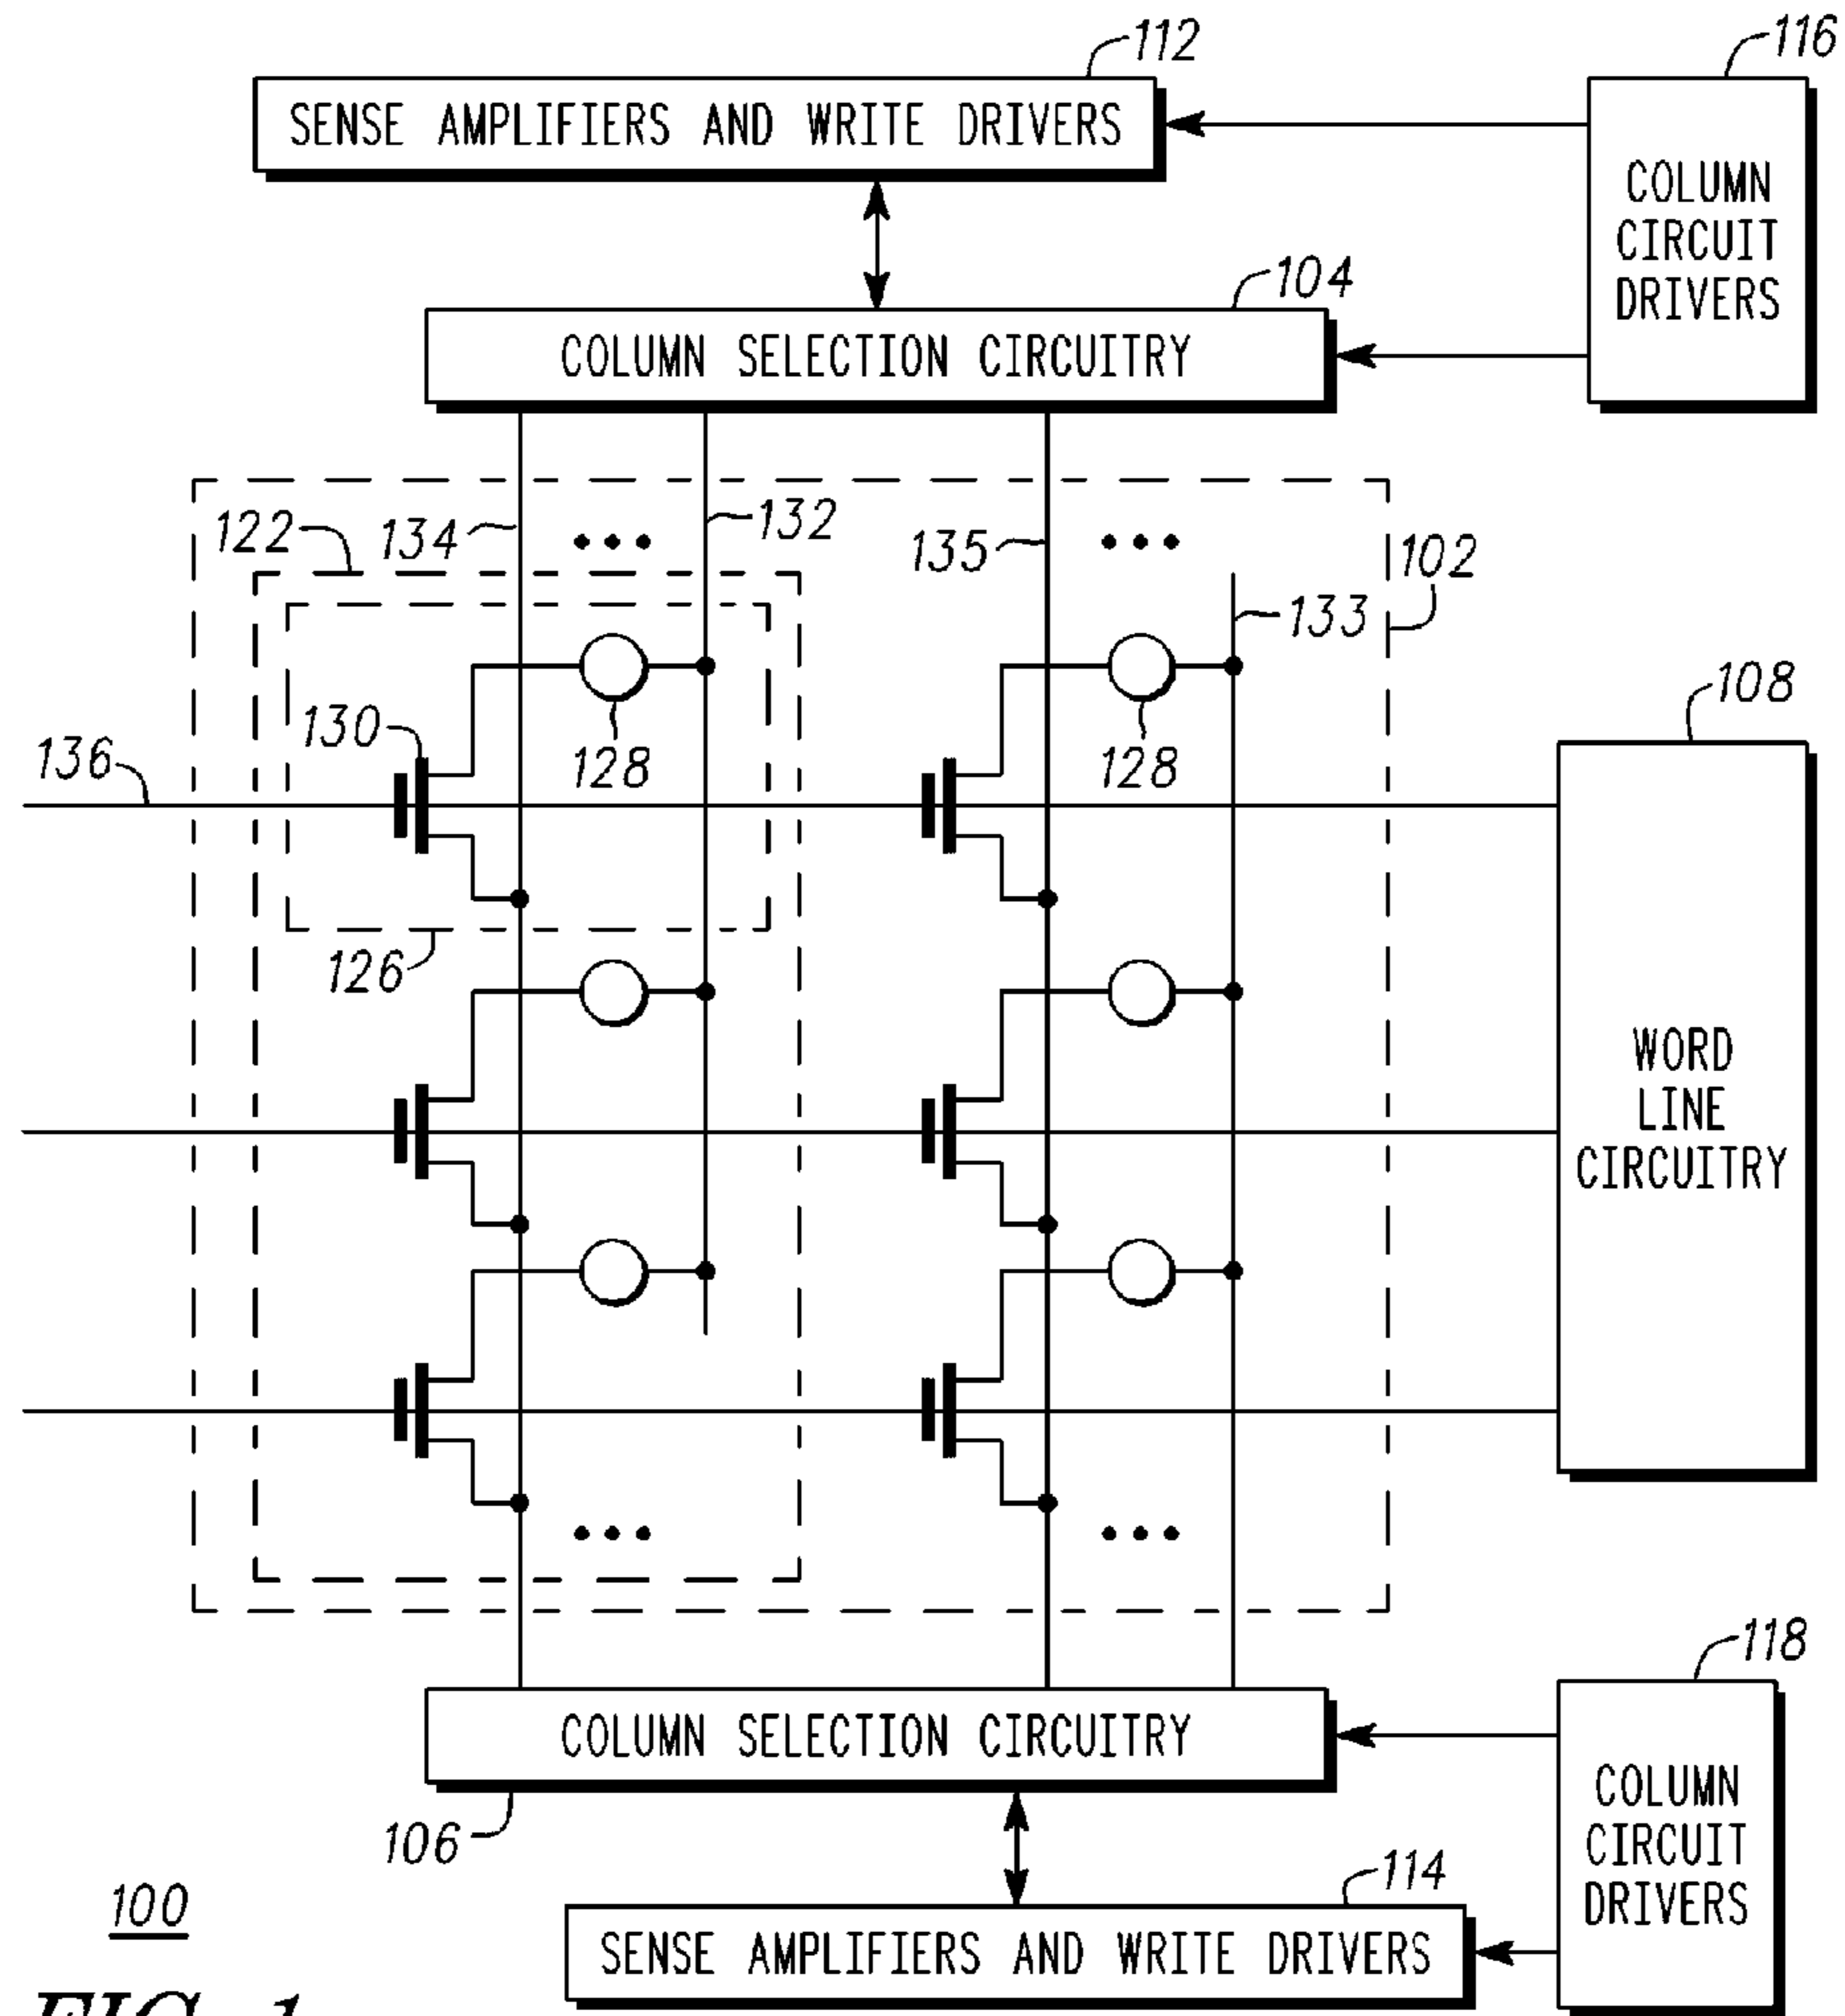 112
116
SENSE AMPLIFIERS AND WRITE DRIVERS
COLUMN
CIRCUIT
DRIVERS
104
COLUMN SELECTION CIRCUITRY
122
134
...
132
135
...
102
133
108
130
136
128
128
126
WORD
LINE
CIRCUITRY
...
...
118
COLUMN SELECTION CIRCUITRY
106
COLUMN
CIRCUIT
DRIVERS
114
100
SENSE AMPLIFIERS AND WRITE DRIVERS
FIG. 1